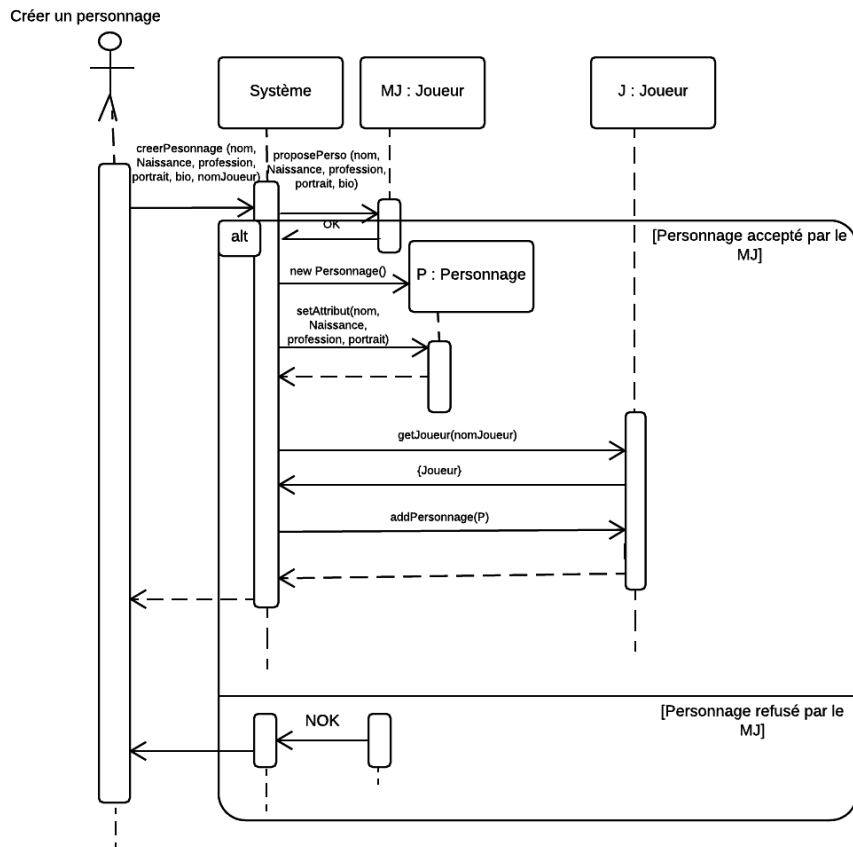 Créer un personnage
Système
MJ : Joueur
J : Joueur
creerPesonnage (nom,
Naissance, profession,
portrait, bio, nomJoueur)
proposePerso (nom,
Naissance, profession,
portrait, bio)
OK
alt
[Personnage accepté par le
MJ]
new Personnage()
P : Personnage
setAttribut(nom,
Naissance,
profession, portrait)
getJoueur(nomJoueur)
{Joueur}
addPersonnage(P)
[Personnage refusé par le
MJ]
NOK